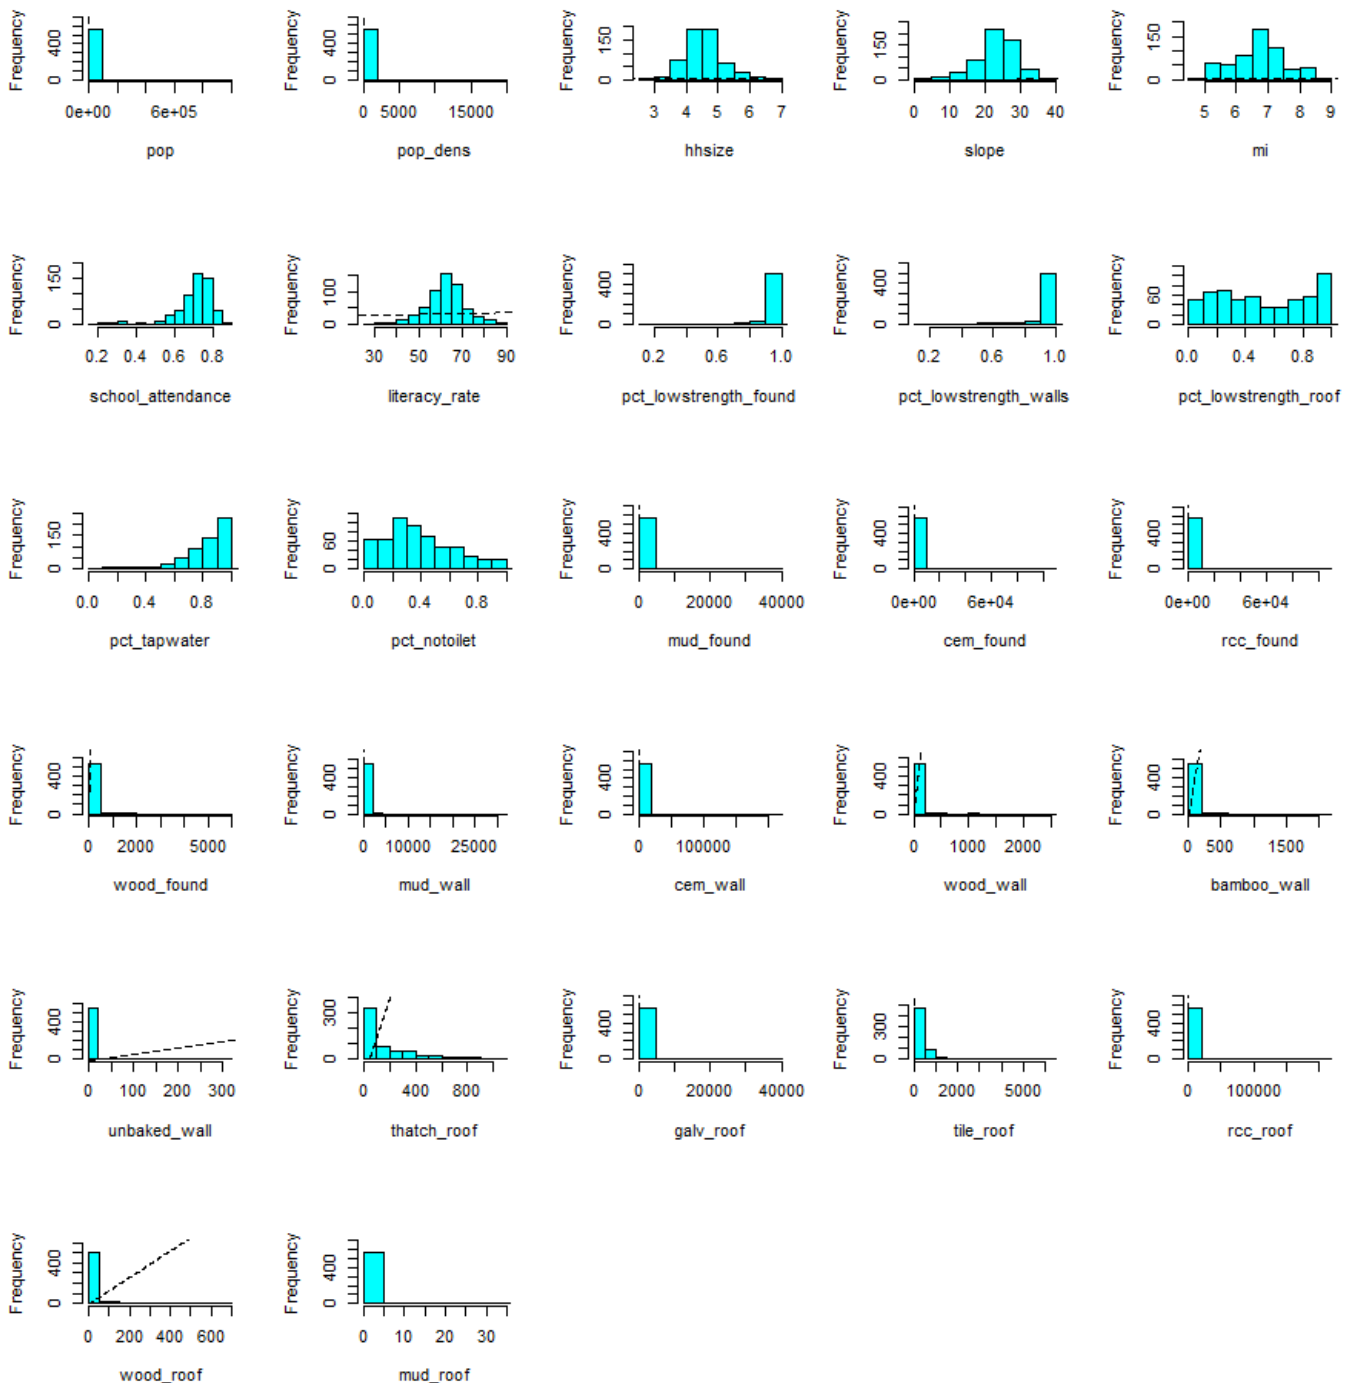 Frequency 0 400 0e+00 6e+05 pop
Frequency 0 400 0 5000 15000 pop_dens
Frequency 0 150 3 4 5 6 7 hhsize
Frequency 0 150 0 10 20 30 40 slope
Frequency 0 150 5 6 7 8 9 mi
Frequency 0 150 0.2 0.4 0.6 0.8 school_attendance
Frequency 0 100 30 50 70 90 literacy_rate
Frequency 0 400 0.2 0.6 1.0 pct_lowstrength_found
Frequency 0 400 0.2 0.6 1.0 pct_lowstrength_walls
Frequency 0 60 0.0 0.4 0.8 pct_lowstrength_roof
Frequency 0 150 0.0 0.4 0.8 pct_tapwater
Frequency 0 60 0.0 0.4 0.8 pct_notoilet
Frequency 0 400 0 20000 40000 mud_found
Frequency 0 400 0e+00 6e+04 cem_found
Frequency 0 400 0e+00 6e+04 rcc_found
Frequency 0 400 0 2000 5000 wood_found
Frequency 0 400 0 10000 25000 mud_wall
Frequency 0 400 0 100000 cem_wall
Frequency 0 400 0 1000 2000 wood_wall
Frequency 0 400 0 500 1500 bamboo_wall
Frequency 0 400 0 100 200 300 unbaked_wall
Frequency 0 300 0 400 800 thatch_roof
Frequency 0 400 0 20000 40000 galv_roof
Frequency 0 300 0 2000 5000 tile_roof
Frequency 0 400 0 100000 rcc_roof
Frequency 0 400 0 200 400 600 wood_roof
Frequency 0 400 0 10 20 30 mud_roof